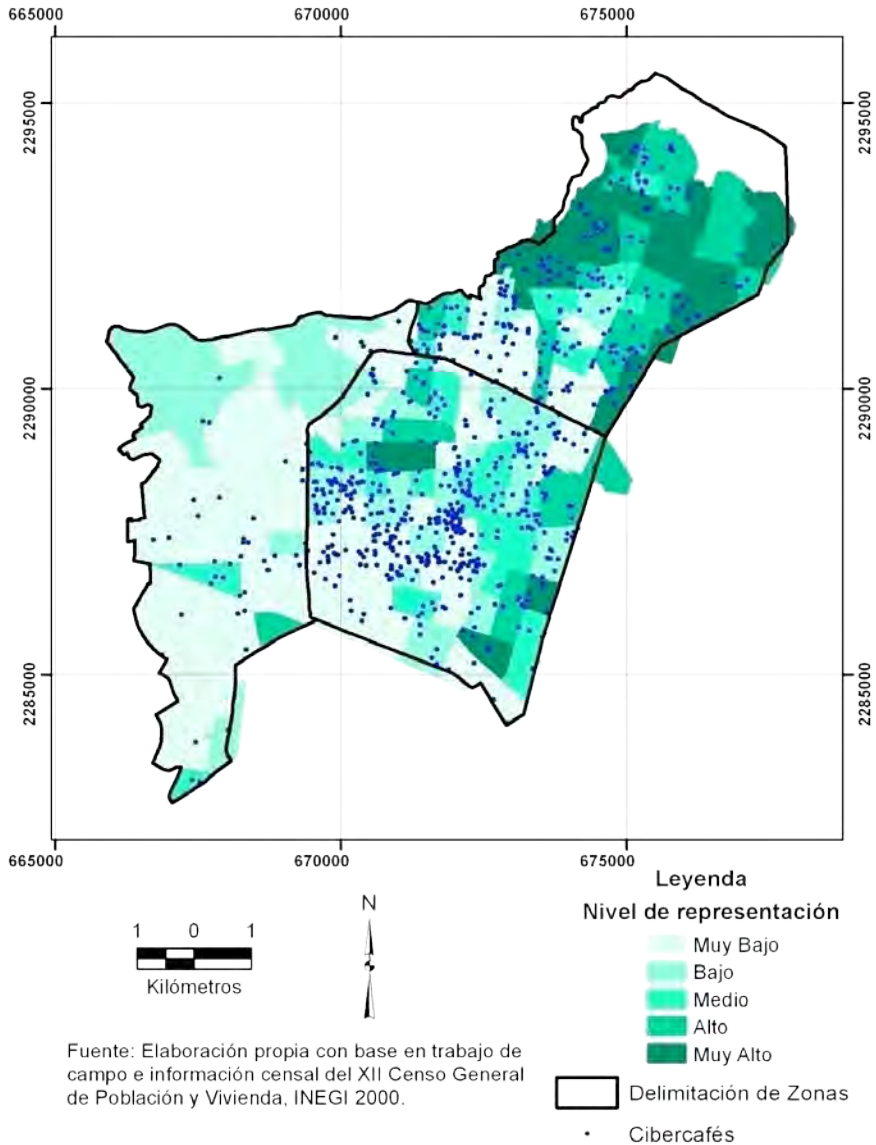 665000 670000 675000
2295000 2295000
2290000 2290000
2285000 2285000
665000 670000 675000
Leyenda
Nivel de representación
Muy Bajo
Bajo
Medio
Alto
Muy Alto
Delimitación de Zonas
Cibercafés
N
1 0 1
Kilómetros
Fuente: Elaboración propia con base en trabajo de
campo e información censal del XII Censo General
de Población y Vivienda, INEGI 2000.